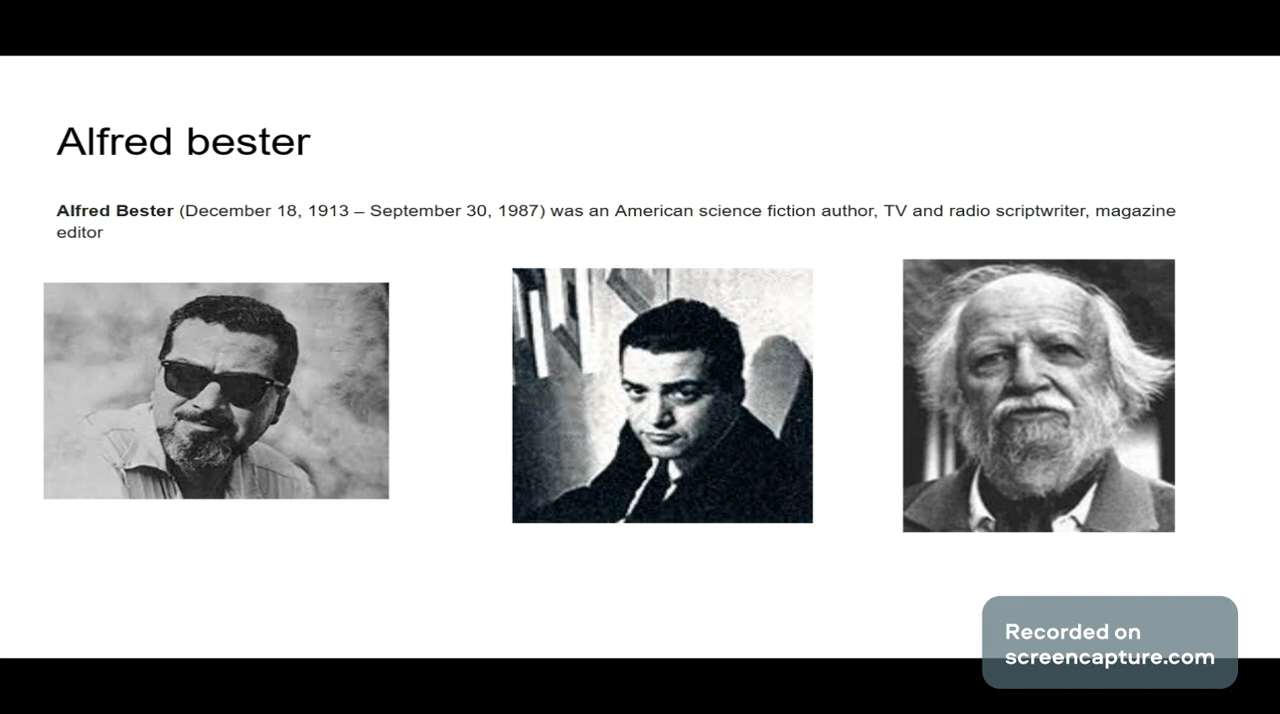 Alfred bester
Alfred Bester (December 18, 1913 – September 30, 1987) was an American science fiction author, TV and radio scriptwriter, magazine
editor
Recorded on
screencapture.com